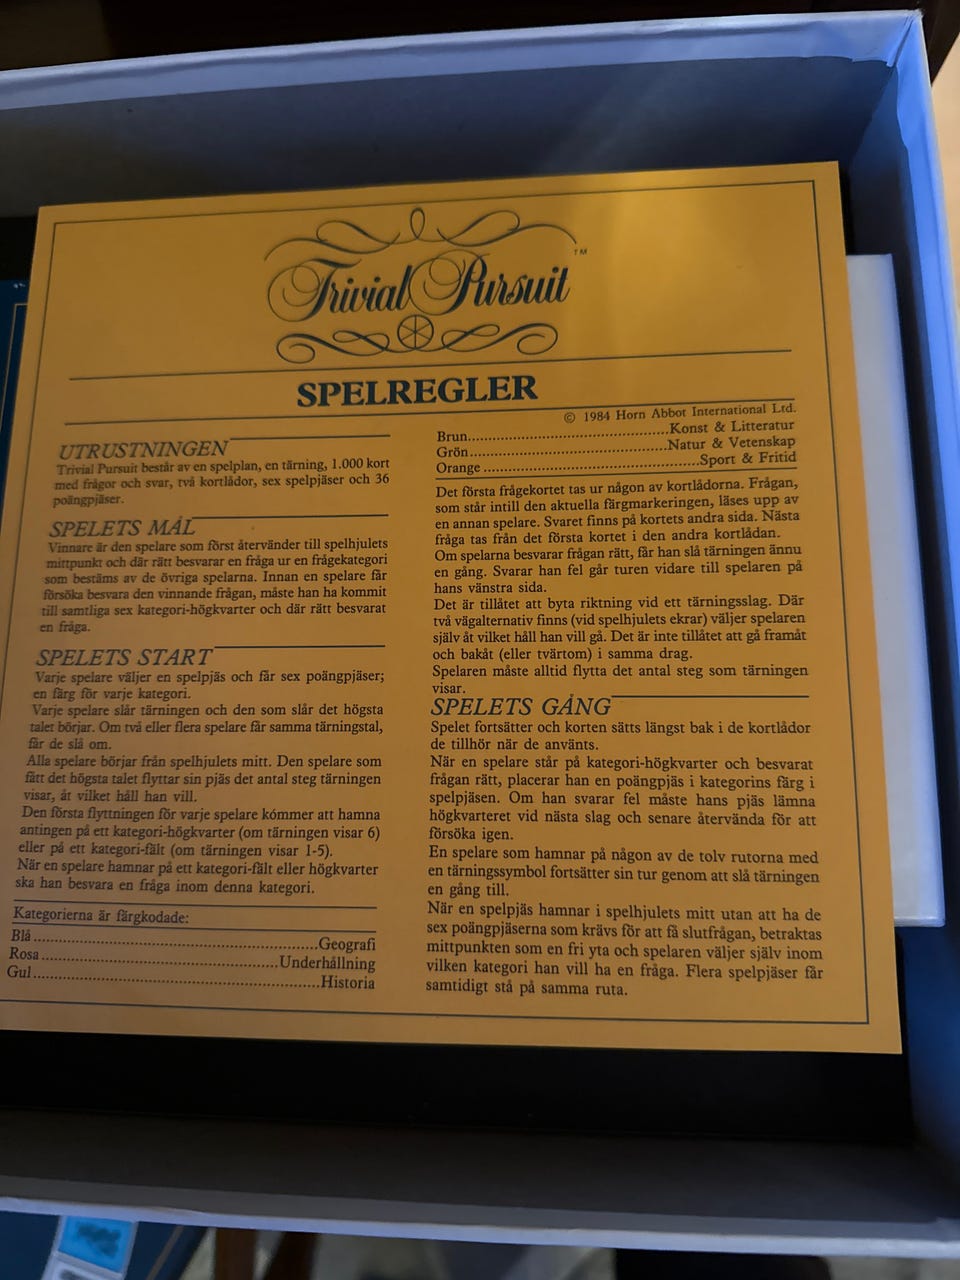 Trivial Pursuit™
SPELREGLER
© 1984 Horn Abbot International Ltd.
UTRUSTNINGEN
Trivial Pursuit består av en spelplan, en tärning, 1.000 kort
med frågor och svar, två kortlådor, sex spelpjäser och 36
poängpjäser.
SPELETS MÅL
Vinnare är den spelare som först återvänder till spelhjulets
mittpunkt och där rätt besvarar en fråga ur en frågekategori
som bestäms av de övriga spelarna. Innan en spelare får
försöka besvara den vinnande frågan, måste han ha kommit
till samtliga sex kategori-högkvarter och där rätt besvarat
en fråga.
SPELETS START
Varje spelare väljer en spelpjäs och får sex poängpjäser;
en färg för varje kategori.
Varje spelare slår tärningen och den som slår det högsta
talet börjar. Om två eller flera spelare får samma tärningstal,
får de slå om.
Alla spelare börjar från spelhjulets mitt. Den spelare som
fått det högsta talet flyttar sin pjäs det antal steg tärningen
visar, åt vilket håll han vill.
Den första flyttningen för varje spelare kómmer att hamna
antingen på ett kategori-högkvarter (om tärningen visar 6)
eller på ett kategori-fält (om tärningen visar 1-5).
När en spelare hamnar på ett kategori-fält eller högkvarter
ska han besvara en fråga inom denna kategori.
Kategorierna är färgkodade:
Blå........................................Geografi
Rosa........................................Underhållning
Gul........................................Historia
Brun........................................Konst & Litteratur
Grön........................................Natur & Vetenskap
Orange........................................Sport & Fritid
Det första frågekortet tas ur någon av kortlådorna. Frågan,
som står intill den aktuella färgmarkeringen, läses upp av
en annan spelare. Svaret finns på kortets andra sida. Nästa
fråga tas från det första kortet i den andra kortlådan.
Om spelarna besvarar frågan rätt, får han slå tärningen ännu
en gång. Svarar han fel går turen vidare till spelaren på
hans vänstra sida.
Det är tillåtet att byta riktning vid ett tärningsslag. Där
två vägalternativ finns (vid spelhjulets ekrar) väljer spelaren
själv åt vilket håll han vill gå. Det är inte tillåtet att gå framåt
och bakåt (eller tvärtom) i samma drag.
Spelaren måste alltid flytta det antal steg som tärningen
visar.
SPELETS GÅNG
Spelet fortsätter och korten sätts längst bak i de kortlådor
de tillhör när de använts.
När en spelare står på kategori-högkvarter och besvarat
frågan rätt, placerar han en poängpjäs i kategorins färg i
spelpjäsen. Om han svarar fel måste hans pjäs lämna
högkvarteret vid nästa slag och senare återvända för att
försöka igen.
En spelare som hamnar på någon av de tolv rutorna med
en tärningssymbol fortsätter sin tur genom att slå tärningen
en gång till.
När en spelpjäs hamnar i spelhjulets mitt utan att ha de
sex poängpjäserna som krävs för att få slutfrågan, betraktas
mittpunkten som en fri yta och spelaren väljer själv inom
vilken kategori han vill ha en fråga. Flera spelpjäser får
samtidigt stå på samma ruta.